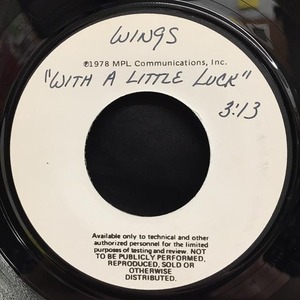 WINGS
℗1978 MPL Communications, Inc.
"WITH A LITTLE LUCK"
3:13
Available only to technical and other
authorized personnel for the limited
purposes of testing and review. NOT
TO BE PUBLICLY PERFORMED,
REPRODUCED, SOLD OR
OTHERWISE
DISTRIBUTED.